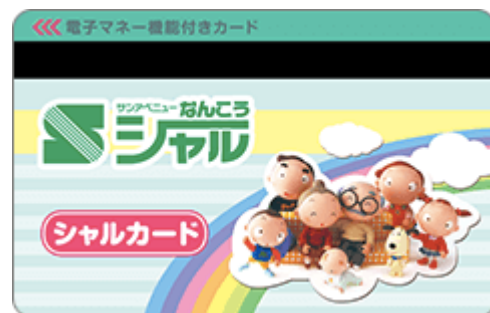 電子マネー機能付きカード
サンアベニューなんこう
シャル
シャルカード